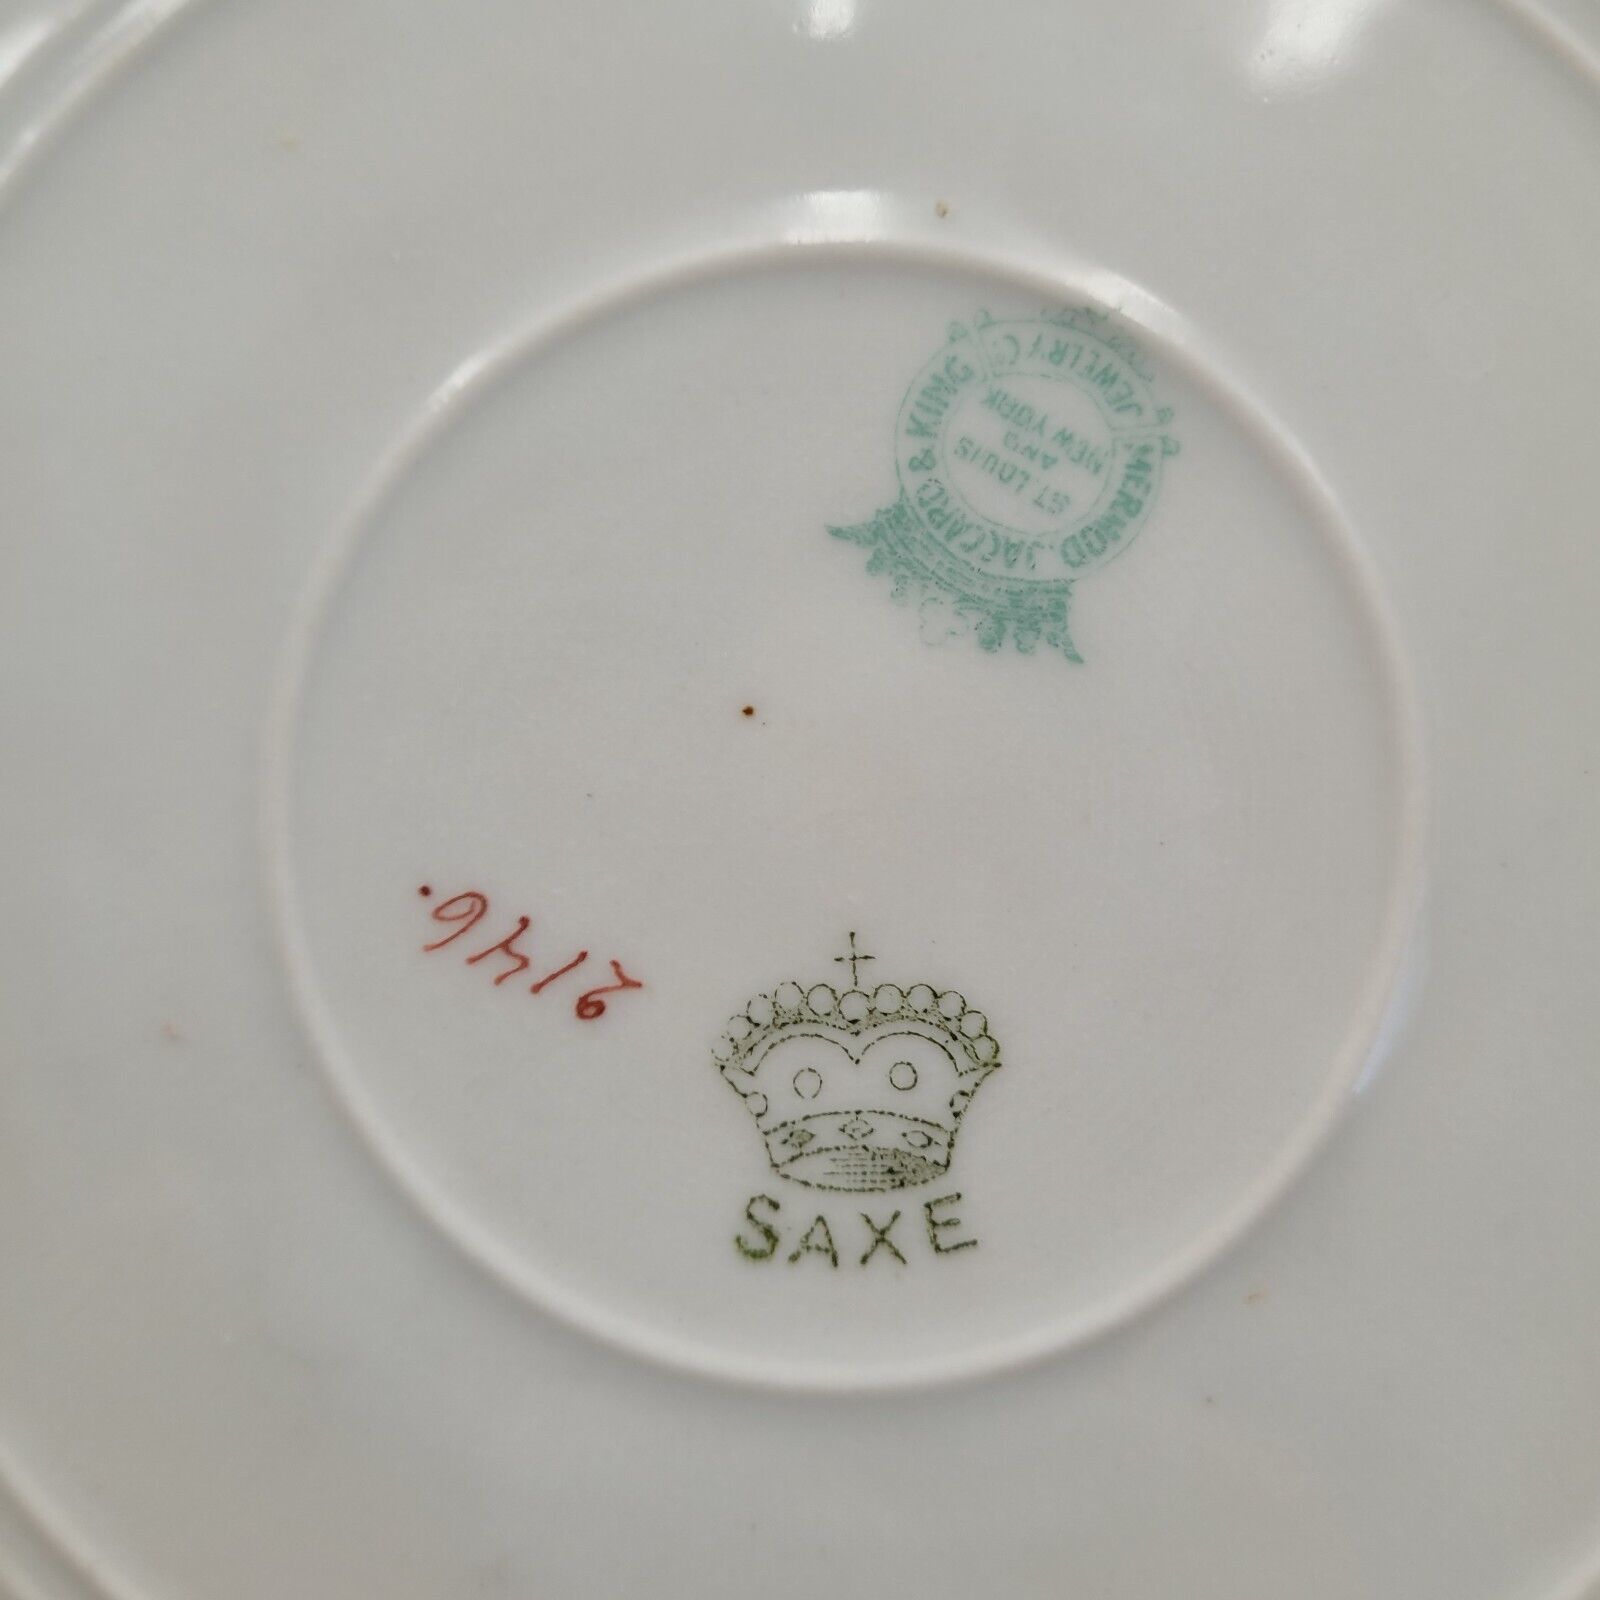 MERMOD JACCARD & KING
JEWELRY Co
ST LOUIS
AND
NEW YORK
2146.
SAXE